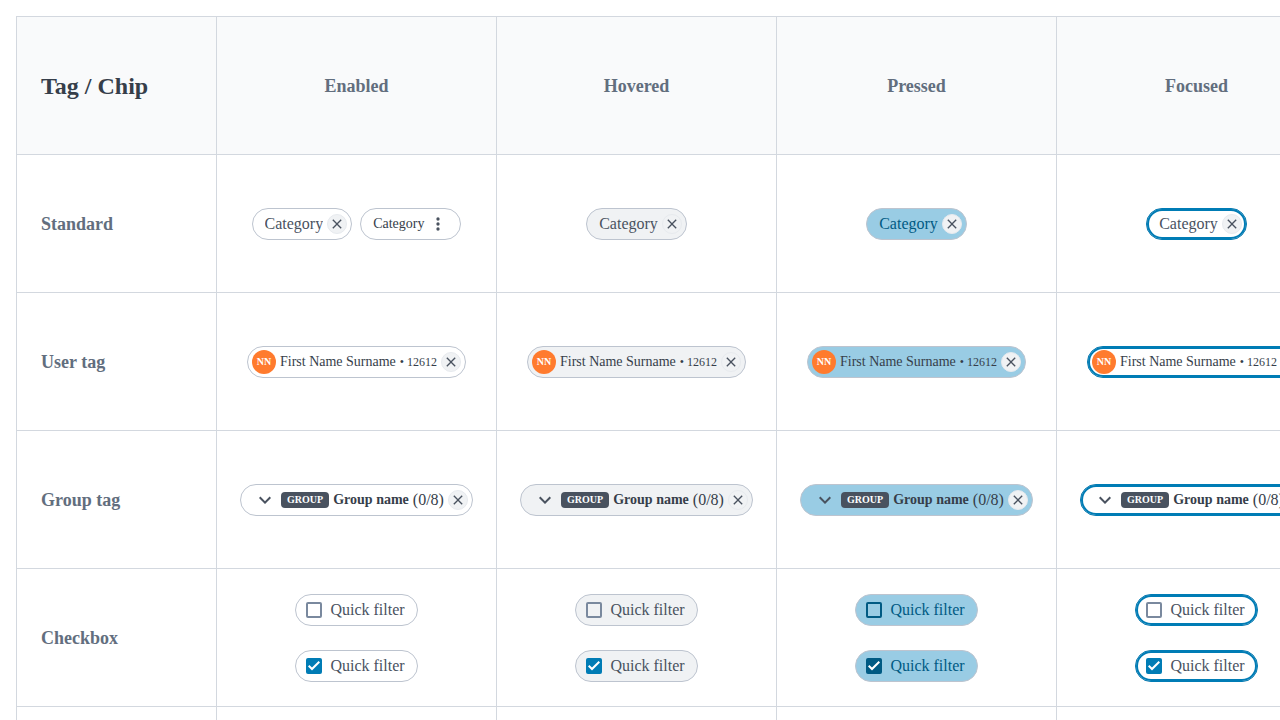 Tag / Chip Enabled Hovered Pressed Focused
Standard Category Category Category Category Category
User tag NN First Name Surname • 12612 NN First Name Surname • 12612 NN First Name Surname • 12612 NN First Name Surname • 12612
Group tag GROUP Group name (0/8) GROUP Group name (0/8) GROUP Group name (0/8) GROUP Group name (0/8)
Quick filter Quick filter Quick filter Quick filter
Checkbox
Quick filter Quick filter Quick filter Quick filter